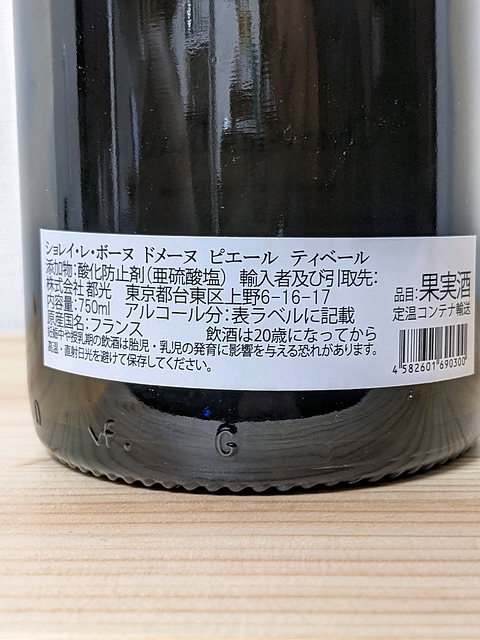 ショレイ・レ・ボーヌ ドメーヌ ピエール ティベール
添加物:酸化防止剤(亜硫酸塩) 輸入者及び引取先:
株式会社 都光 東京都台東区上野6-16-17
内容量:750ml アルコール分:表ラベルに記載
原産国名:フランス 飲酒は20歳になってから
妊娠中や授乳期の飲酒は胎児・乳児の発育に影響を与える恐れがあります。
高温・直射日光を避けて保存してください。
品目:果実酒
定温コンテナ輸送
4 582601 690300
VF. G